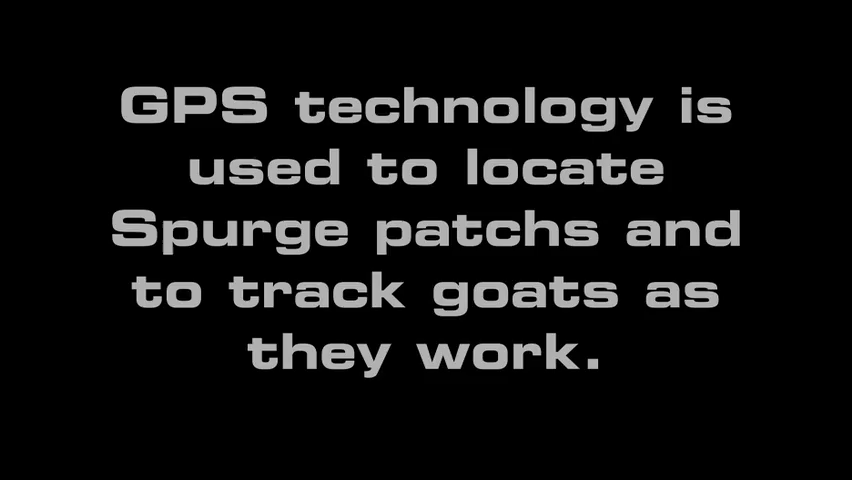 GPS technology is
used to locate
Spurge patchs and
to track goats as
they work.